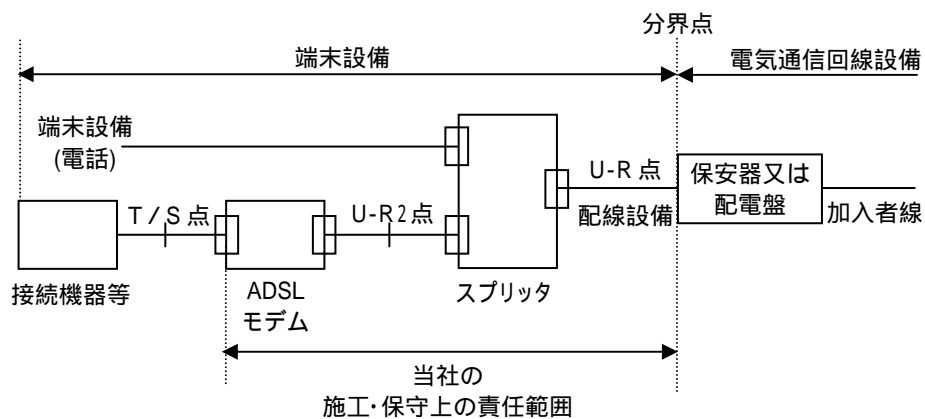 分界点
端末設備
電気通信回線設備
端末設備
(電話)
U-R 点
保安器又は
配電盤
T / S 点
U-R2点
配線設備
加入者線
接続機器等
ADSL
モデム
スプリッタ
当社の
施工・保守上の責任範囲